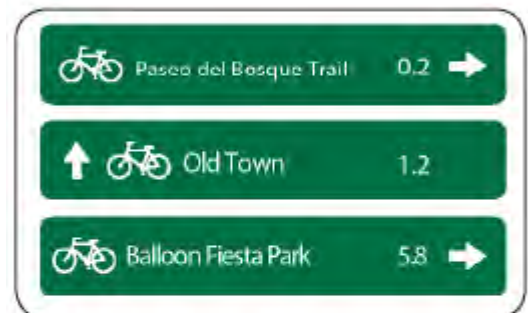 Paseo del Bosque Trail 0.2
Old Town 1.2
Balloon Fiesta Park 5.8